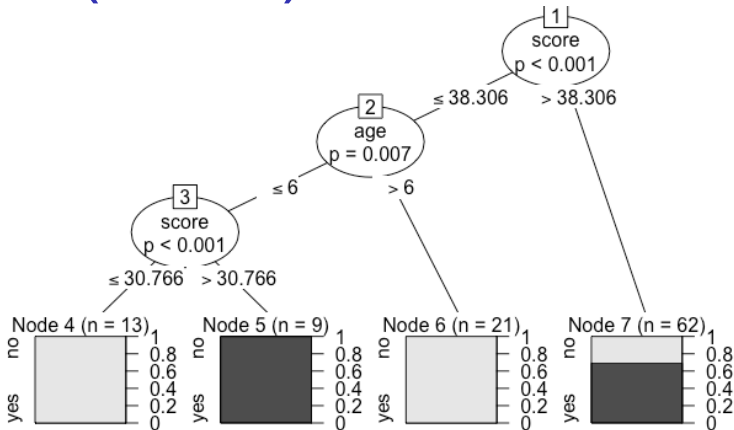 1
score
p < 0.001
≤ 38.306
> 38.306
2
age
p = 0.007
≤ 6
> 6
3
score
p < 0.001
≤ 30.766
> 30.766
Node 4 (n = 13)
no
yes
1
0.8
0.6
0.4
0.2
0
Node 5 (n = 9)
no
yes
1
0.8
0.6
0.4
0.2
0
Node 6 (n = 21)
no
yes
1
0.8
0.6
0.4
0.2
0
Node 7 (n = 62)
no
yes
1
0.8
0.6
0.4
0.2
0